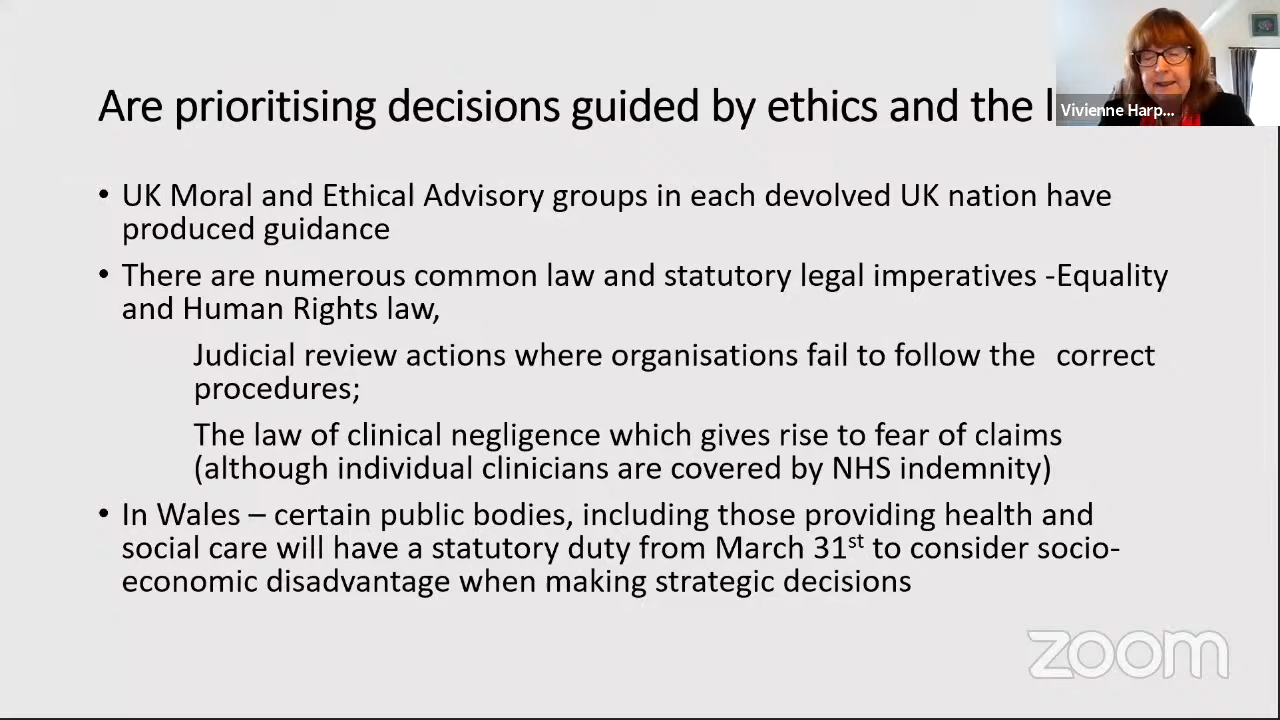 Are prioritising decisions guided by ethics and the
Vivienne Harp...
• UK Moral and Ethical Advisory groups in each devolved UK nation have
produced guidance
• There are numerous common law and statutory legal imperatives -Equality
and Human Rights law,
Judicial review actions where organisations fail to follow the correct
procedures;
The law of clinical negligence which gives rise to fear of claims
(although individual clinicians are covered by NHS indemnity)
• In Wales – certain public bodies, including those providing health and
social care will have a statutory duty from March 31st to consider socio-
economic disadvantage when making strategic decisions
zoom